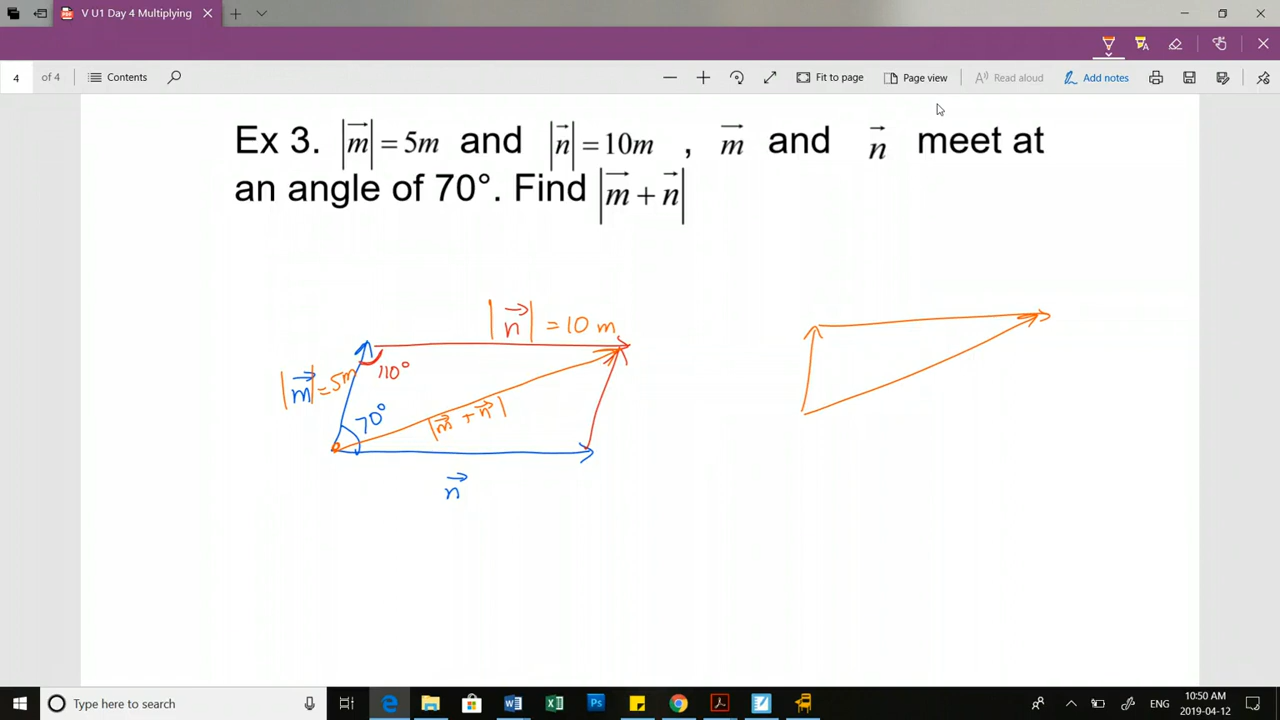 V U1 Day 4 Multiplying
4 of 4 Contents Fit to page Page view Read aloud Add notes
Ex 3. |m⃗| = 5m and |n⃗| = 10m , m⃗ and n⃗ meet at
an angle of 70°. Find |m⃗ + n⃗|
|n⃗| = 10 m
|m⃗| = 5m
110°
70°
|m⃗ + n⃗|
n⃗
Type here to search
ENG
10:50 AM
2019-04-12